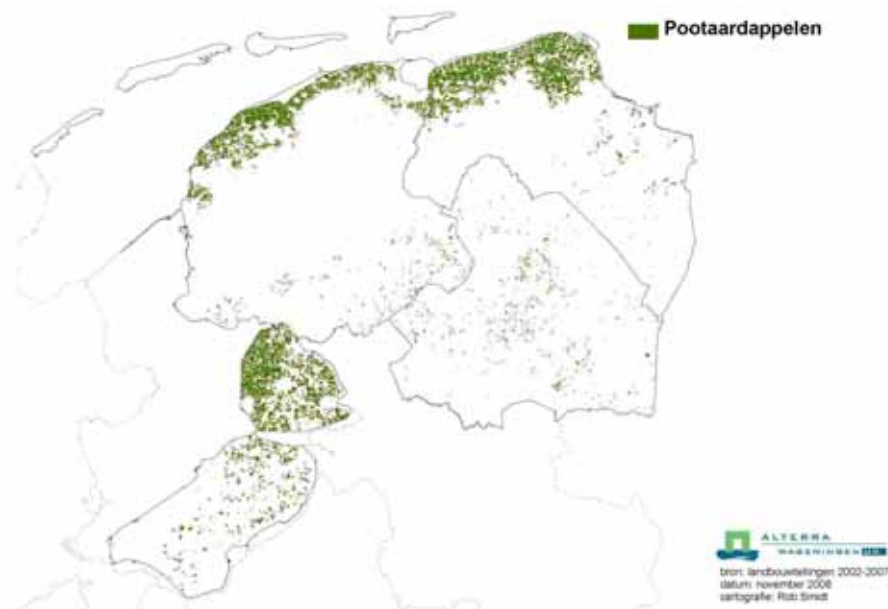 Pootaardappelen
ALTERRA
WAGENINGEN UR
bron: landbouwtellingen 2002-2007
datum: november 2008
cartografie: Rob Smidt